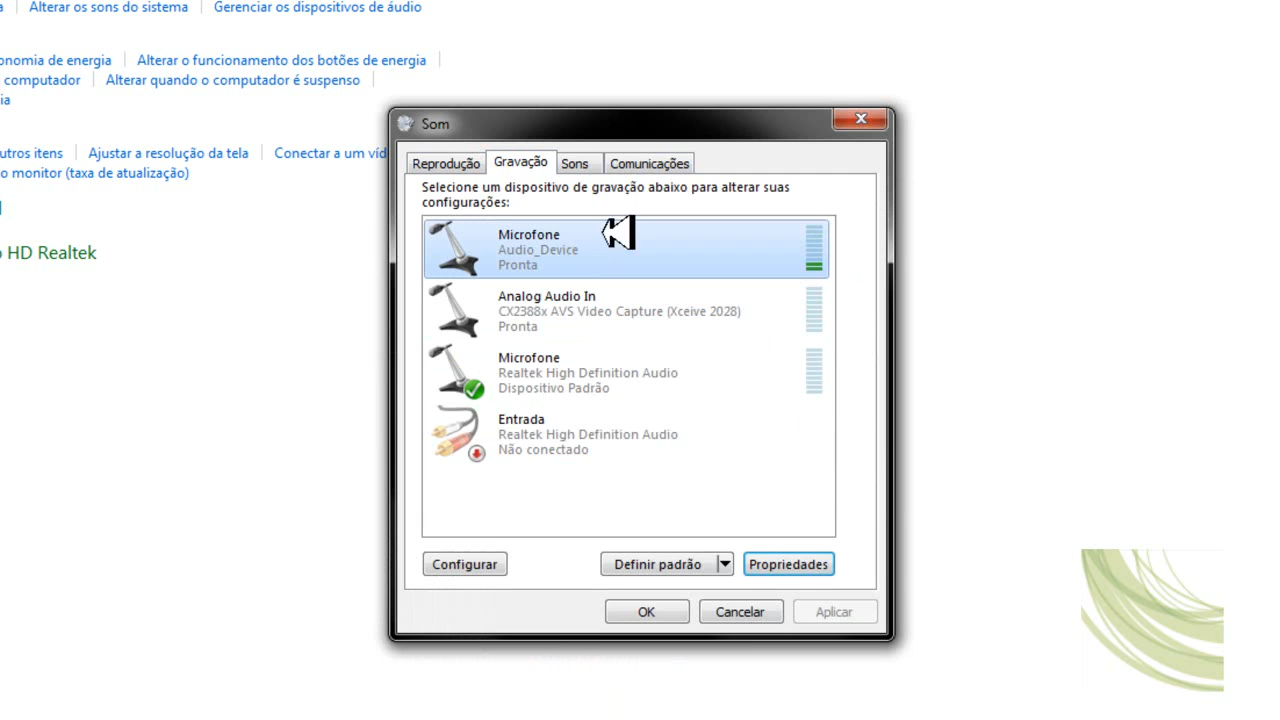 Alterar os sons do sistema Gerenciar os dispositivos de áudio
onomia de energia Alterar o funcionamento dos botões de energia
computador Alterar quando o computador é suspenso
ia
utros itens Ajustar a resolução da tela Conectar a um víd
o monitor (taxa de atualização)
o HD Realtek
Som
Reprodução Gravação Sons Comunicações
Selecione um dispositivo de gravação abaixo para alterar suas
configurações:
Microfone
Audio_Device
Pronta
Analog Audio In
CX2388x AVS Video Capture (Xceive 2028)
Pronta
Microfone
Realtek High Definition Audio
Dispositivo Padrão
Entrada
Realtek High Definition Audio
Não conectado
Configurar Definir padrão Propriedades
OK Cancelar Aplicar